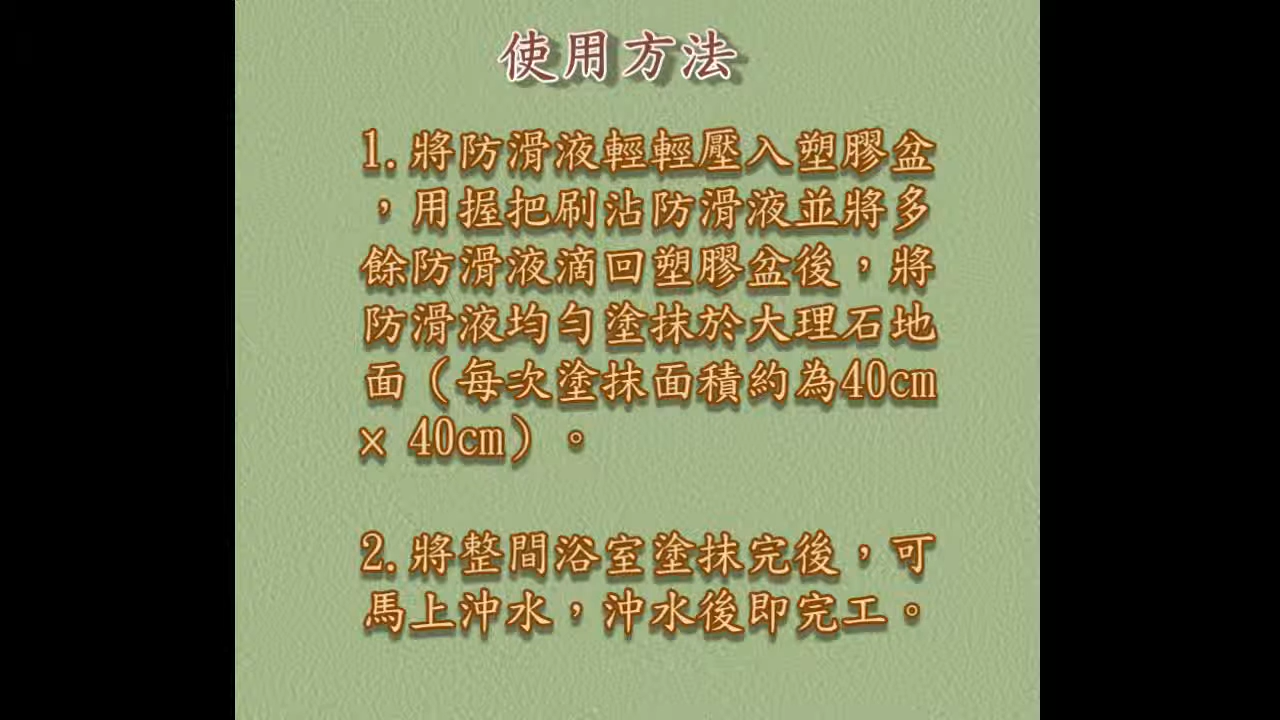 使用方法
1.將防滑液輕輕壓入塑膠盆
，用握把刷沾防滑液並將多
餘防滑液滴回塑膠盆後，將
防滑液均勻塗抹於大理石地
面（每次塗抹面積約為40cm
× 40cm）。
2.將整間浴室塗抹完後，可
馬上沖水，沖水後即完工。